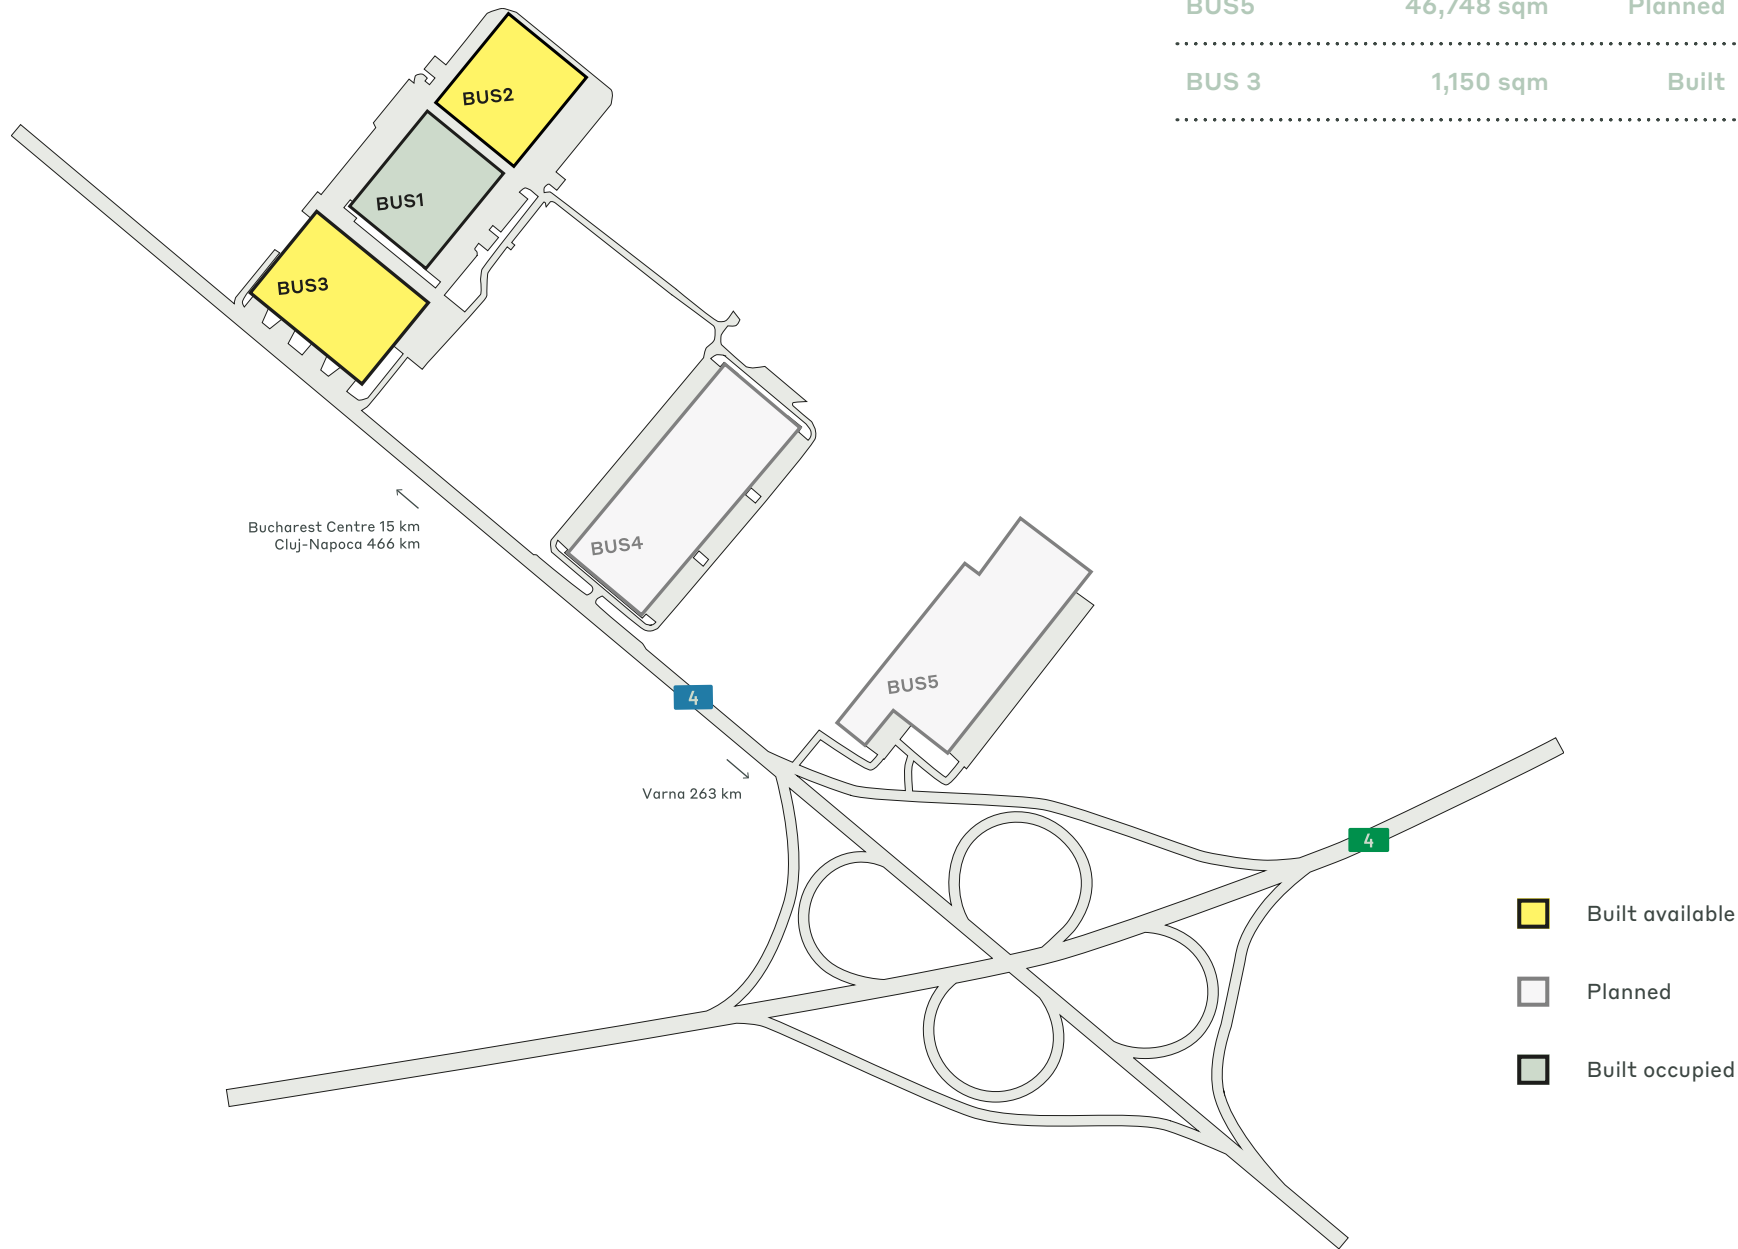 BUS5 46,748 sqm Planned
BUS 3 1,150 sqm Built
BUS2
BUS1
BUS3
Bucharest Centre 15 km
Cluj-Napoca 466 km
BUS4
BUS5
4
Varna 263 km
4
Built available
Planned
Built occupied